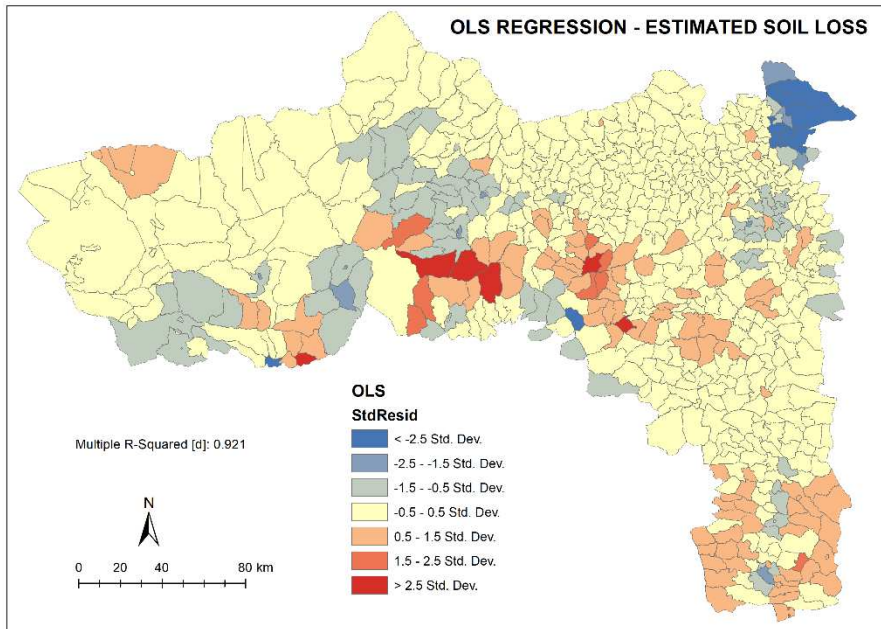 OLS REGRESSION - ESTIMATED SOIL LOSS
OLS
StdResid
< -2.5 Std. Dev.
-2.5 - -1.5 Std. Dev.
-1.5 - -0.5 Std. Dev.
-0.5 - 0.5 Std. Dev.
0.5 - 1.5 Std. Dev.
1.5 - 2.5 Std. Dev.
> 2.5 Std. Dev.
Multiple R-Squared [d]: 0.921
N
0 20 40 60 80 km